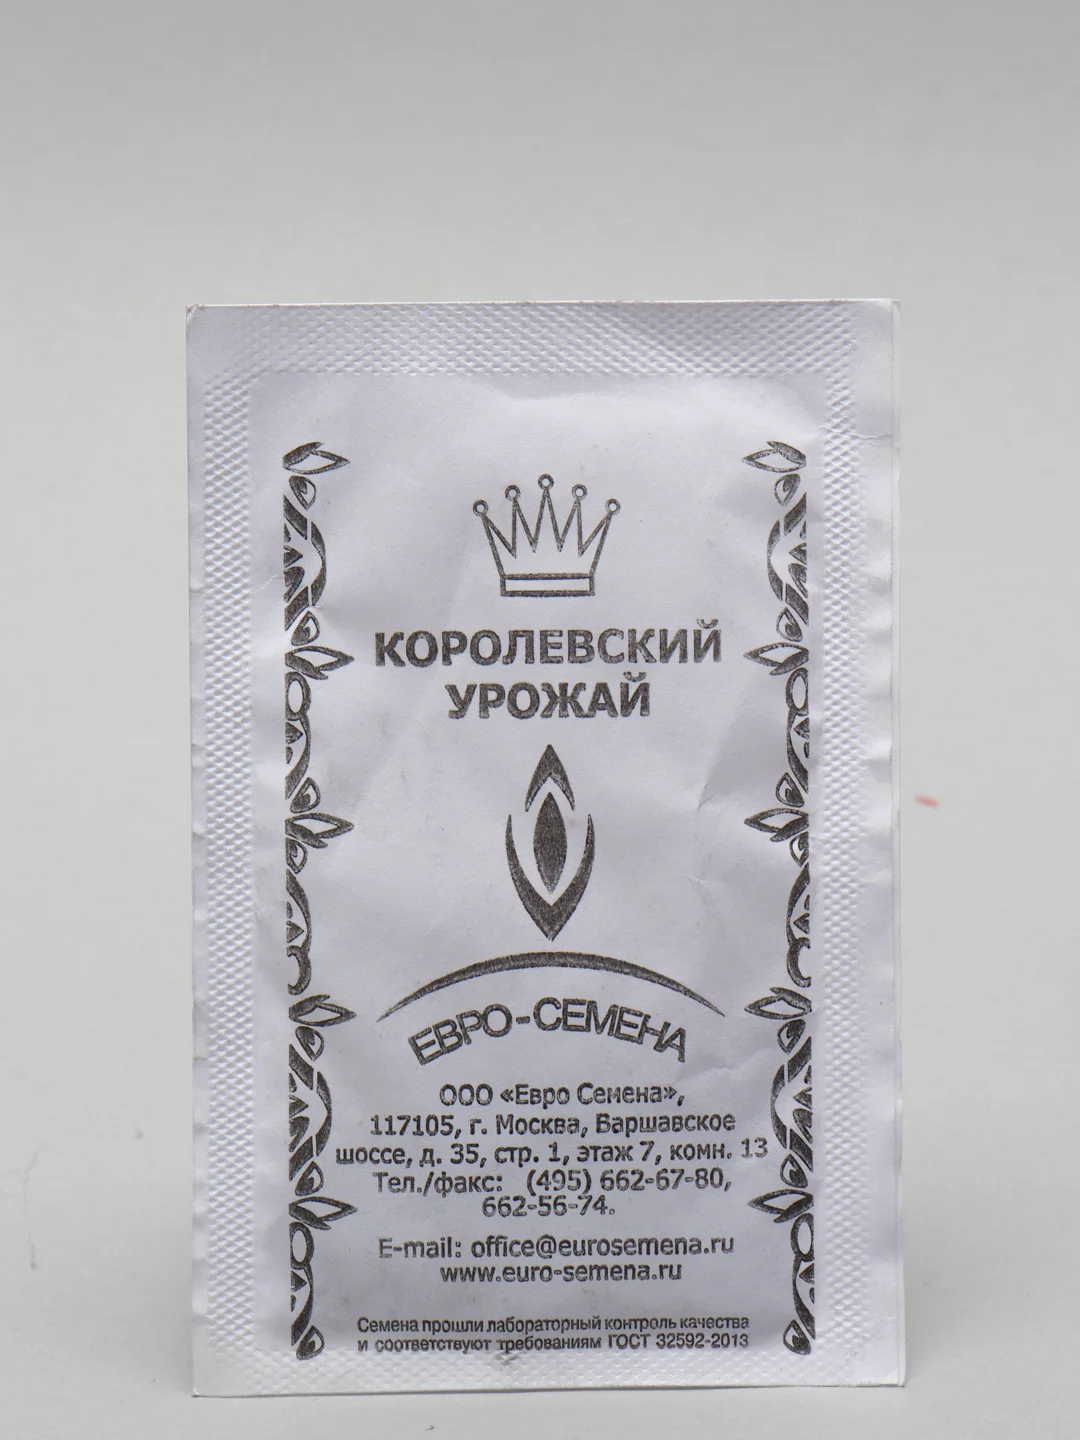 КОРОЛЕВСКИЙ
УРОЖАЙ
ЕВРО-СЕМЕНА
ООО «Евро Семена»,
117105, г. Москва, Варшавское
шоссе, д. 35, стр. 1, этаж 7, комн. 13
Тел./факс: (495) 662-67-80,
662-56-74.
E-mail: office@eurosemena.ru
www.euro-semena.ru
Семена прошли лабораторный контроль качества
и соответствуют требованиям ГОСТ 32592-2013